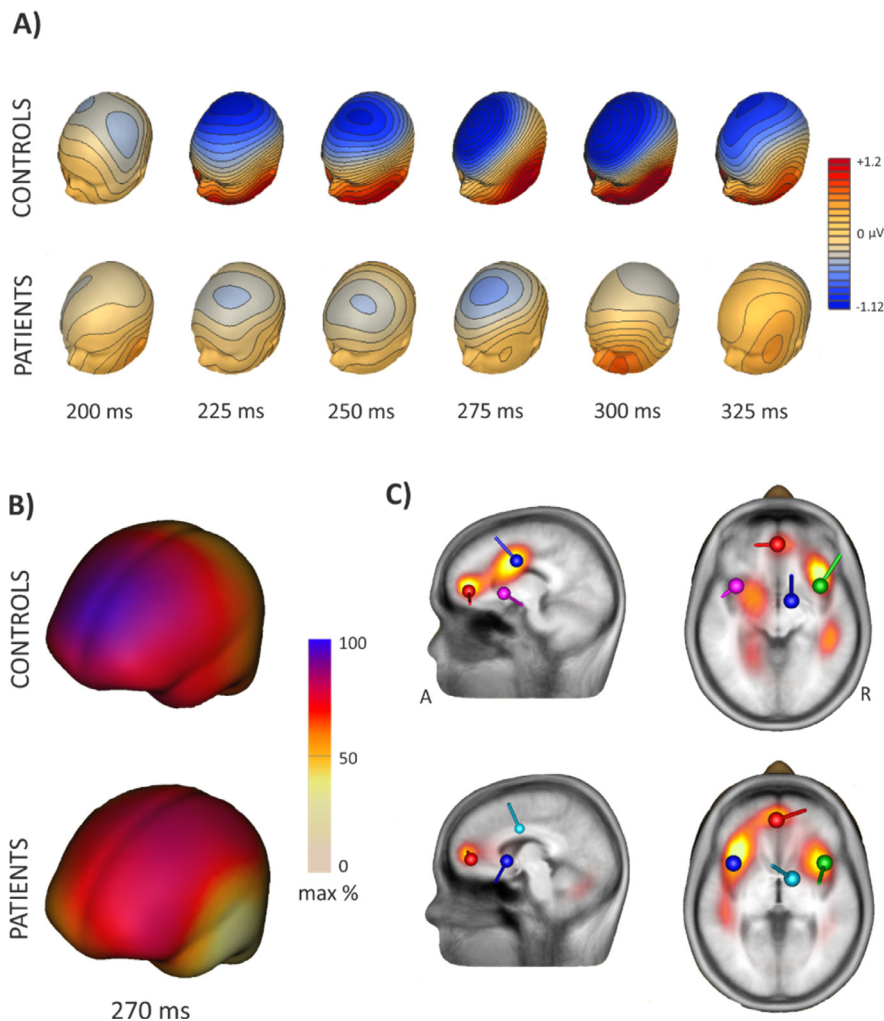 A)
CONTROLS
+1.2
0 µV
-1.12
PATIENTS
200 ms 225 ms 250 ms 275 ms 300 ms 325 ms
B)
C)
CONTROLS
100
50
0
max %
A
R
PATIENTS
270 ms